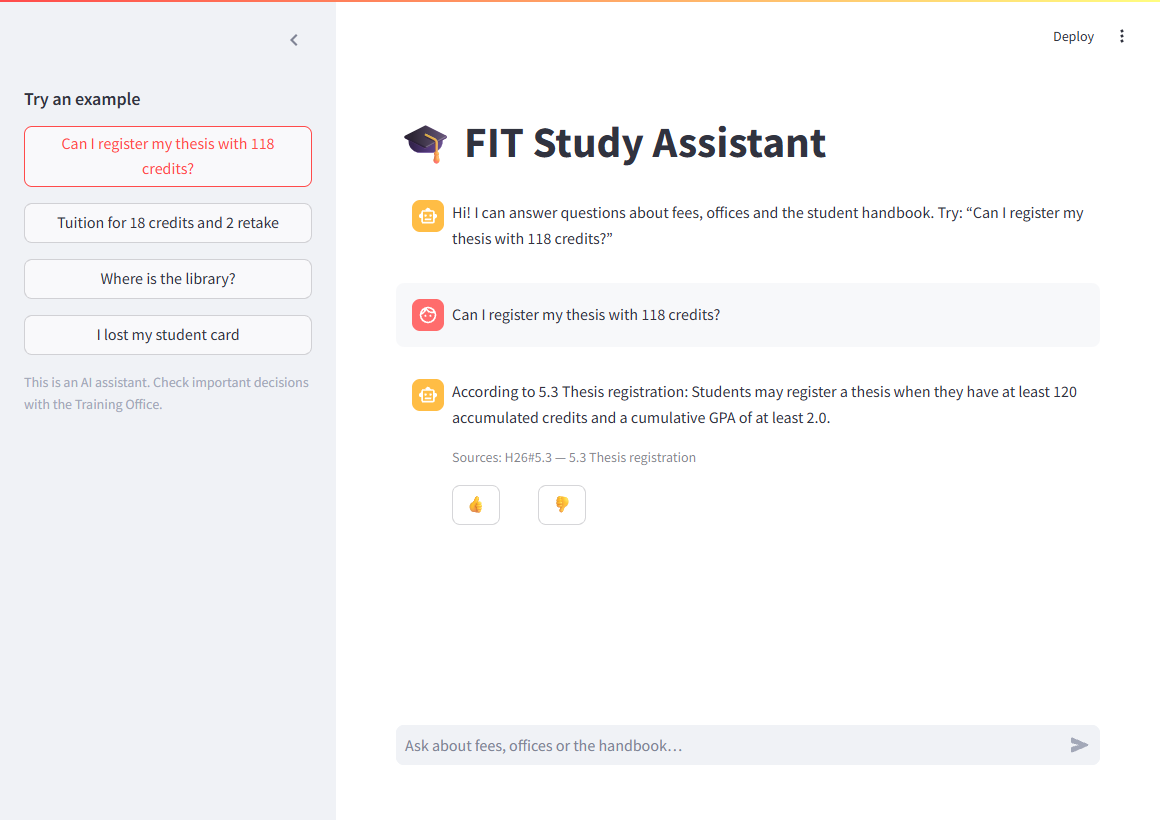 Deploy
Try an example
Can I register my thesis with 118
credits?
Tuition for 18 credits and 2 retake
Where is the library?
I lost my student card
This is an AI assistant. Check important decisions
with the Training Office.
FIT Study Assistant
Hi! I can answer questions about fees, offices and the student handbook. Try: “Can I register my
thesis with 118 credits?”
Can I register my thesis with 118 credits?
According to 5.3 Thesis registration: Students may register a thesis when they have at least 120
accumulated credits and a cumulative GPA of at least 2.0.
Sources: H26#5.3 — 5.3 Thesis registration
Ask about fees, offices or the handbook…